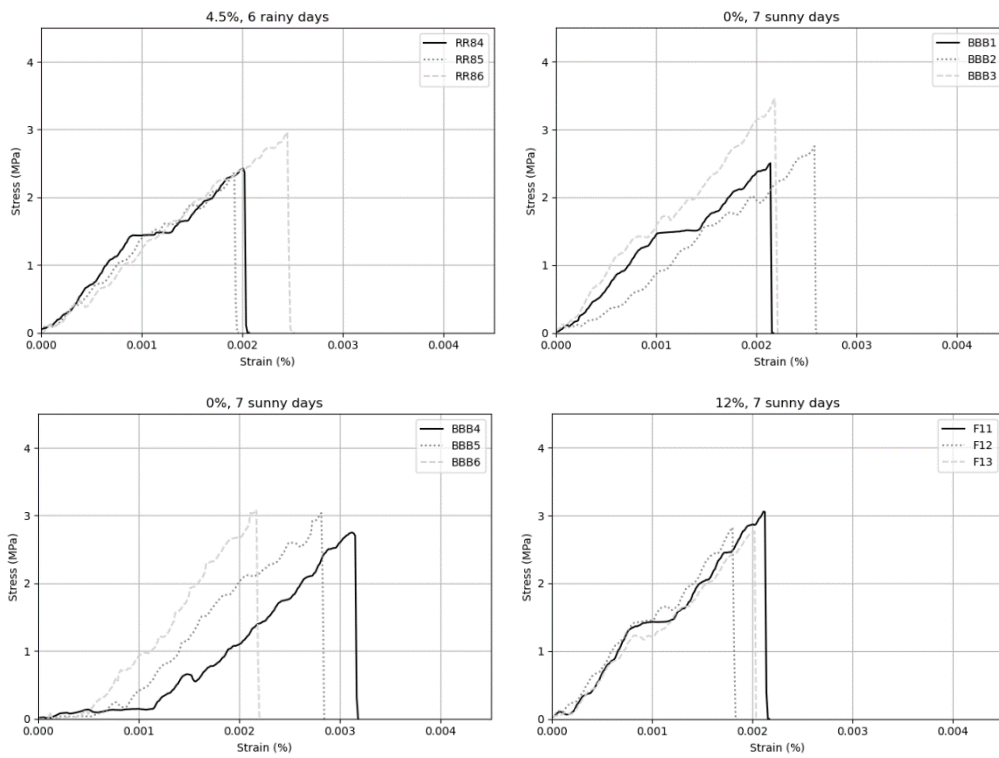 4.5%, 6 rainy days
RR84
RR85
RR86
4
3
2
1
0
Stress (MPa)
0.000 0.001 0.002 0.003 0.004
Strain (%)
0%, 7 sunny days
BBB1
BBB2
BBB3
4
3
2
1
0
Stress (MPa)
0.000 0.001 0.002 0.003 0.004
Strain (%)
0%, 7 sunny days
BBB4
BBB5
BBB6
4
3
2
1
0
Stress (MPa)
0.000 0.001 0.002 0.003 0.004
Strain (%)
12%, 7 sunny days
F11
F12
F13
4
3
2
1
0
Stress (MPa)
0.000 0.001 0.002 0.003 0.004
Strain (%)